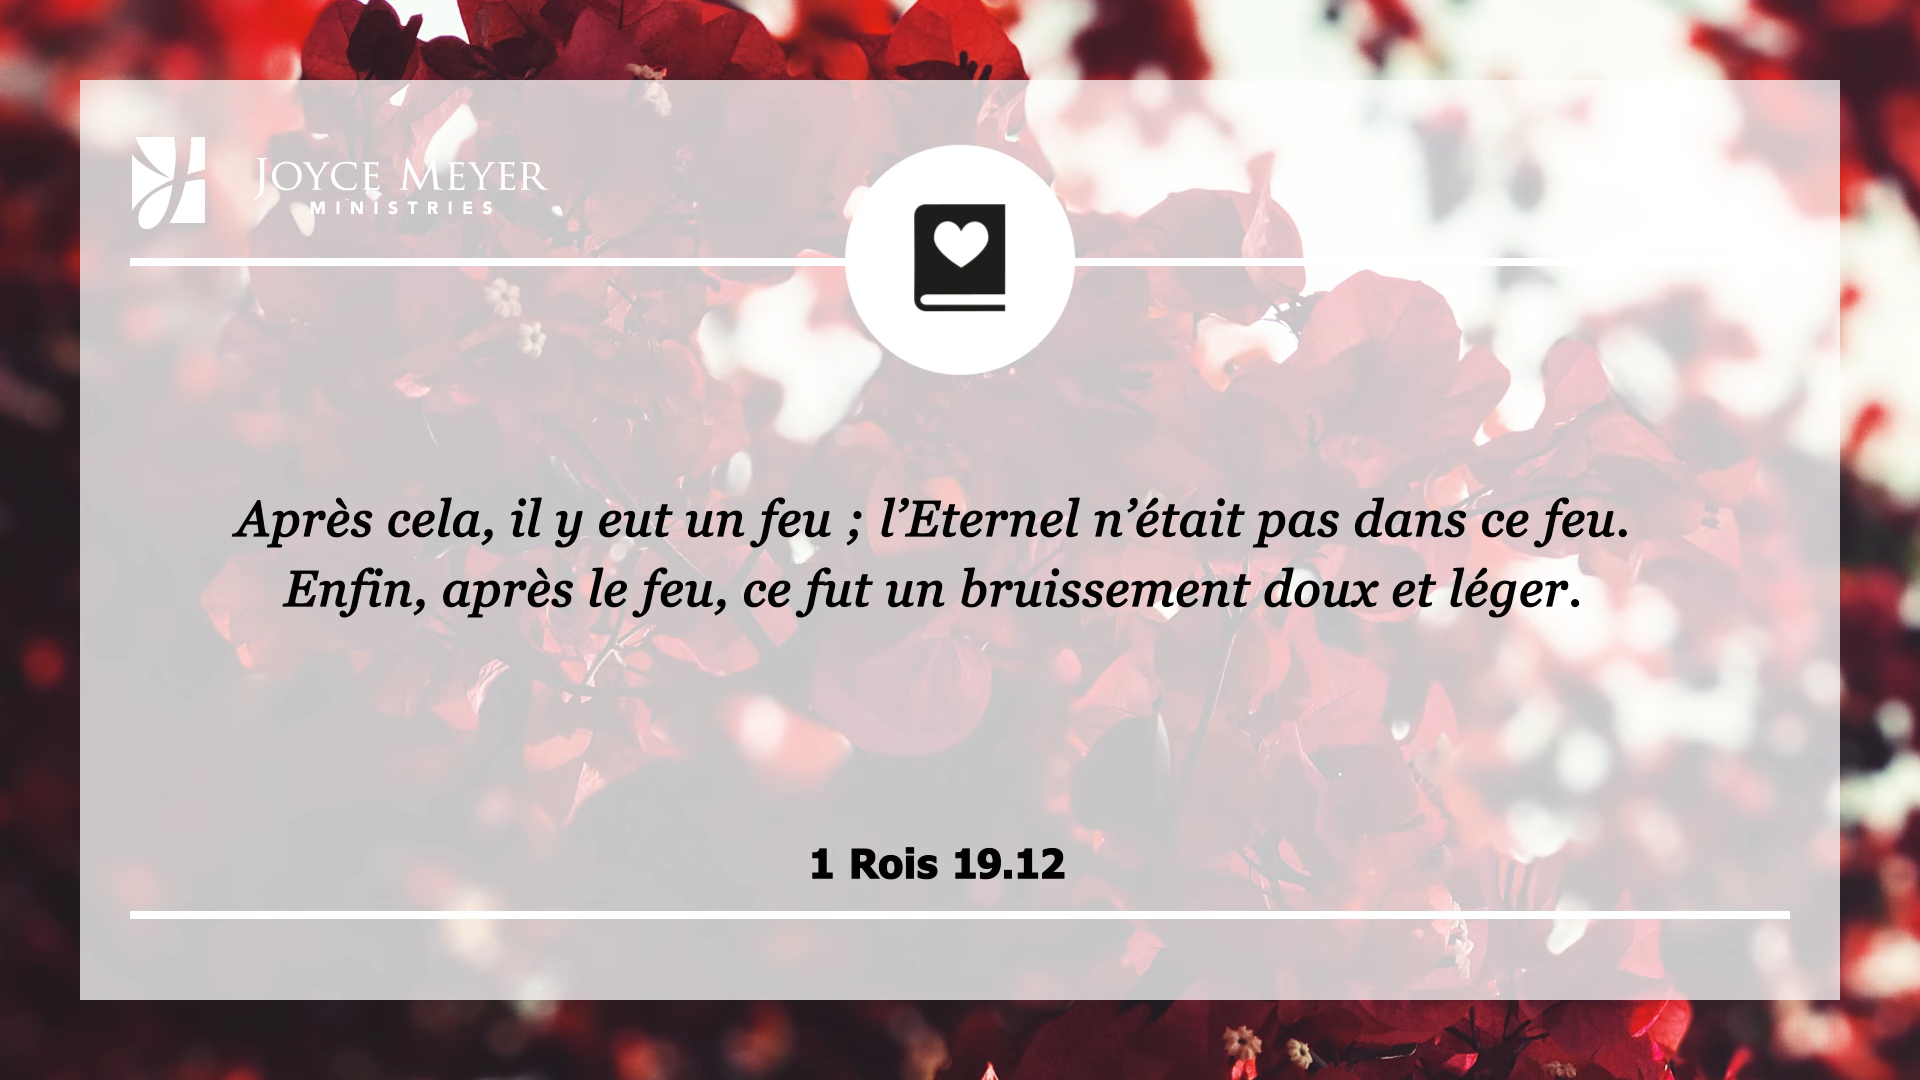 JOYCE MEYER
MINISTRIES
Après cela, il y eut un feu ; l’Eternel n’était pas dans ce feu.
Enfin, après le feu, ce fut un bruissement doux et léger.
1 Rois 19.12